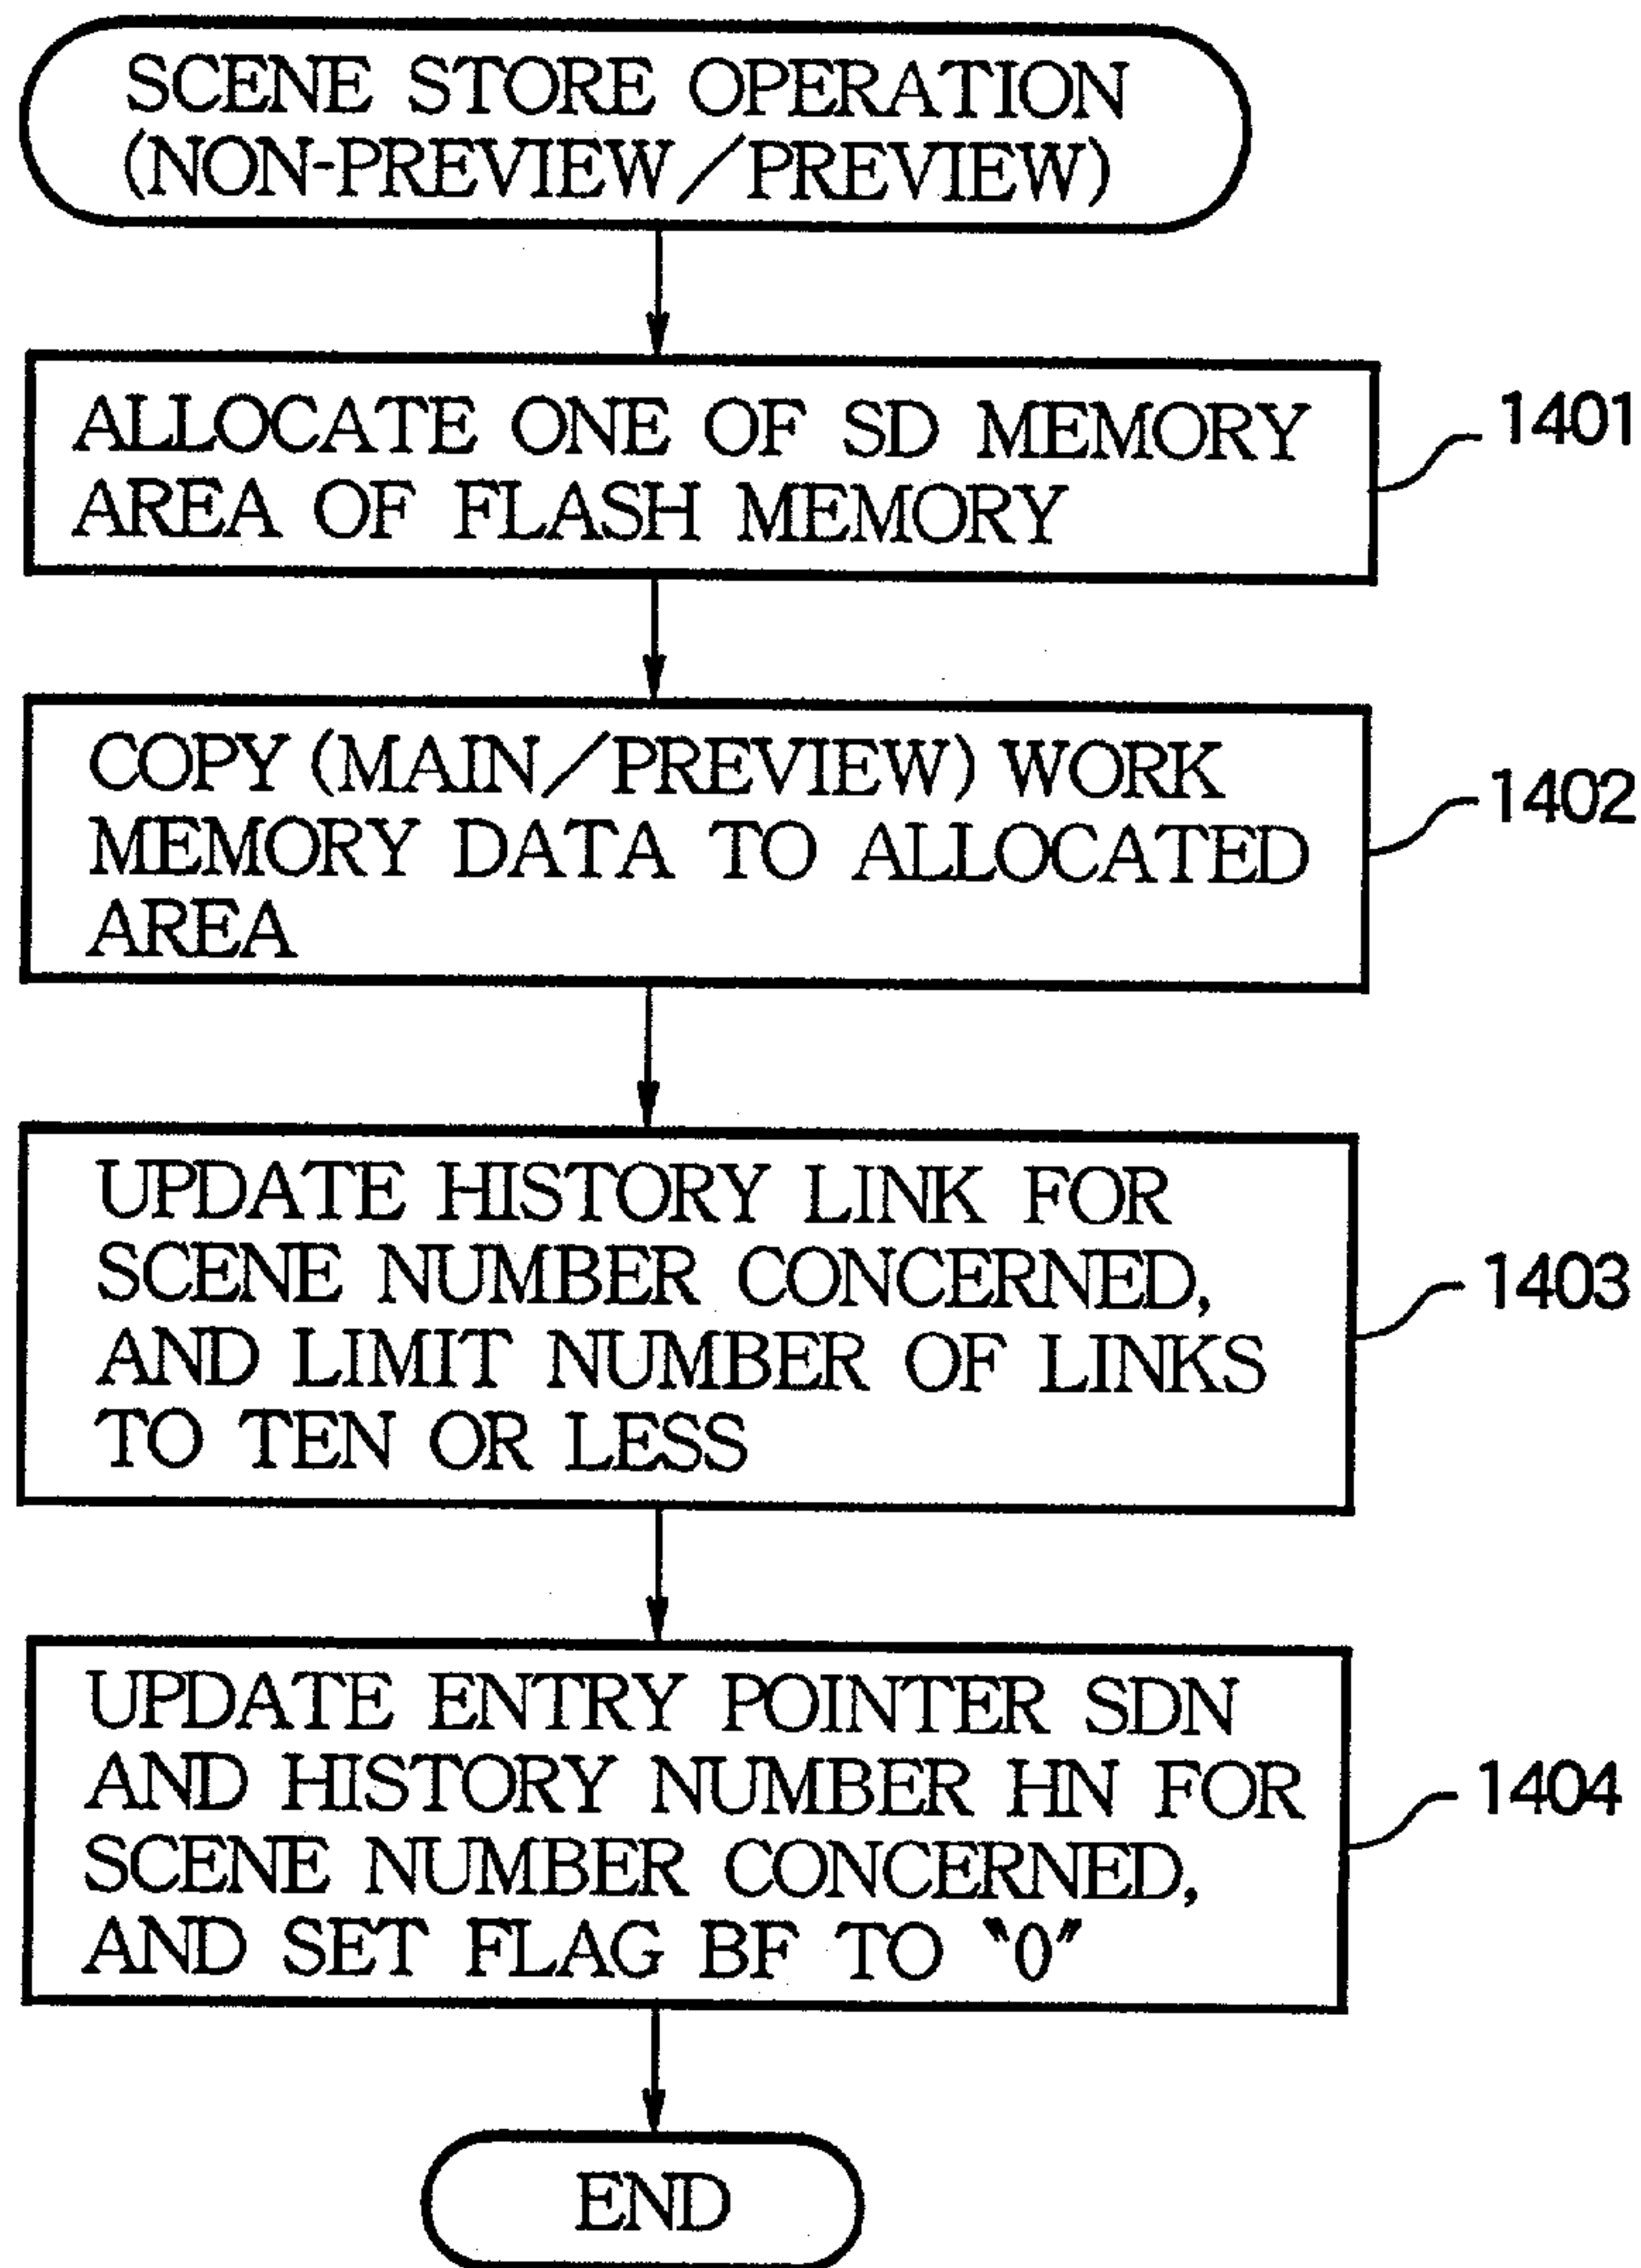 SCENE STORE OPERATION
(NON-PREVIEW/PREVIEW)
ALLOCATE ONE OF SD MEMORY
AREA OF FLASH MEMORY
1401
COPY (MAIN/PREVIEW) WORK
MEMORY DATA TO ALLOCATED
AREA
1402
UPDATE HISTORY LINK FOR
SCENE NUMBER CONCERNED,
AND LIMIT NUMBER OF LINKS
TO TEN OR LESS
1403
UPDATE ENTRY POINTER SDN
AND HISTORY NUMBER HN FOR
SCENE NUMBER CONCERNED,
AND SET FLAG BF TO "0"
1404
END